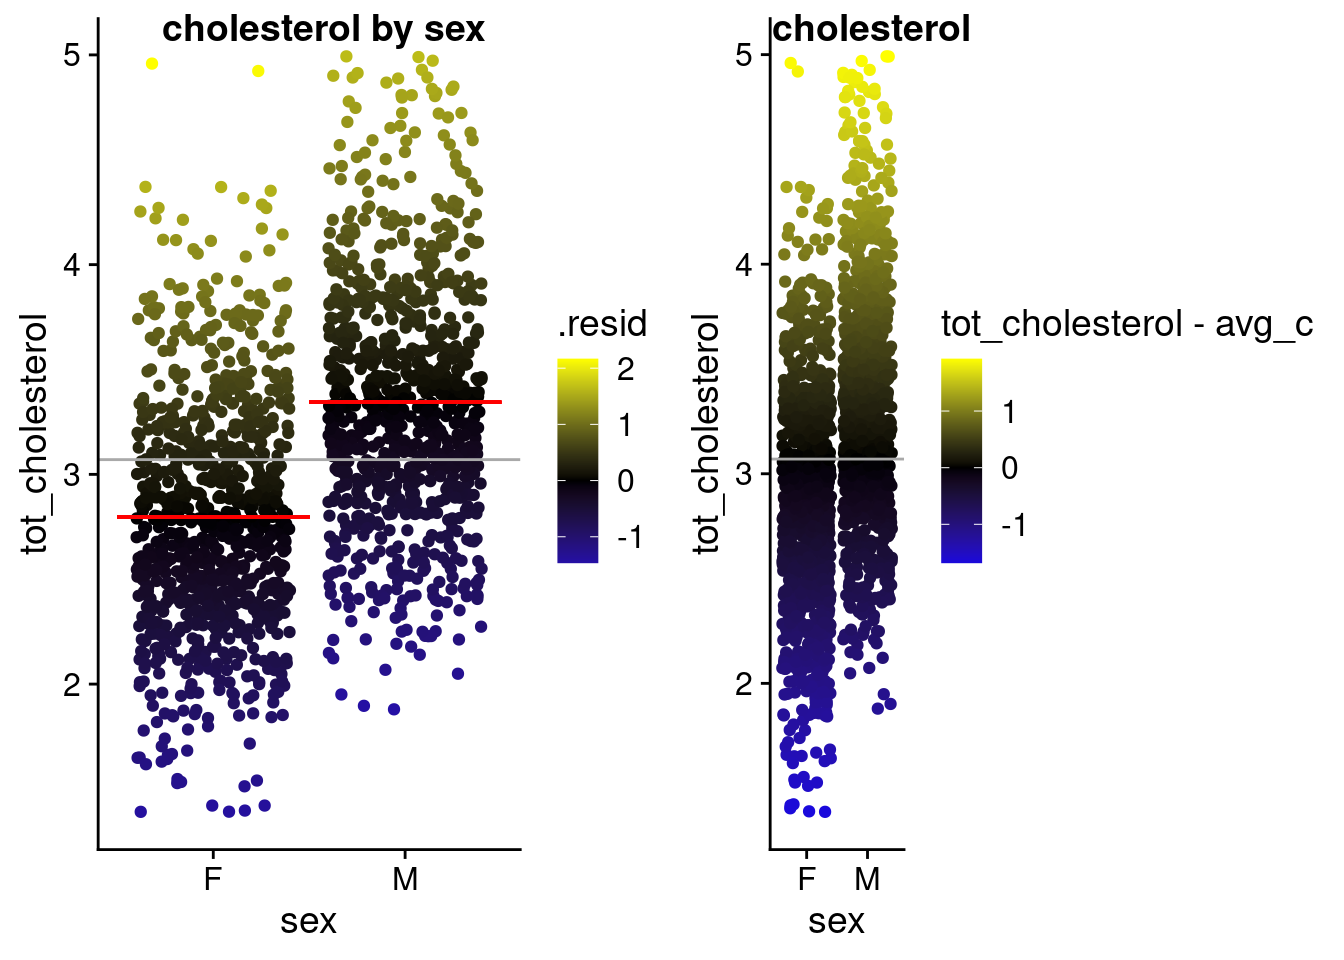 cholesterol by sex
5
4
3
2
tot_cholesterol
F M
sex
.resid
2
1
0
-1
cholesterol
5
4
3
2
tot_cholesterol
F M
sex
tot_cholesterol - avg_c
1
0
-1